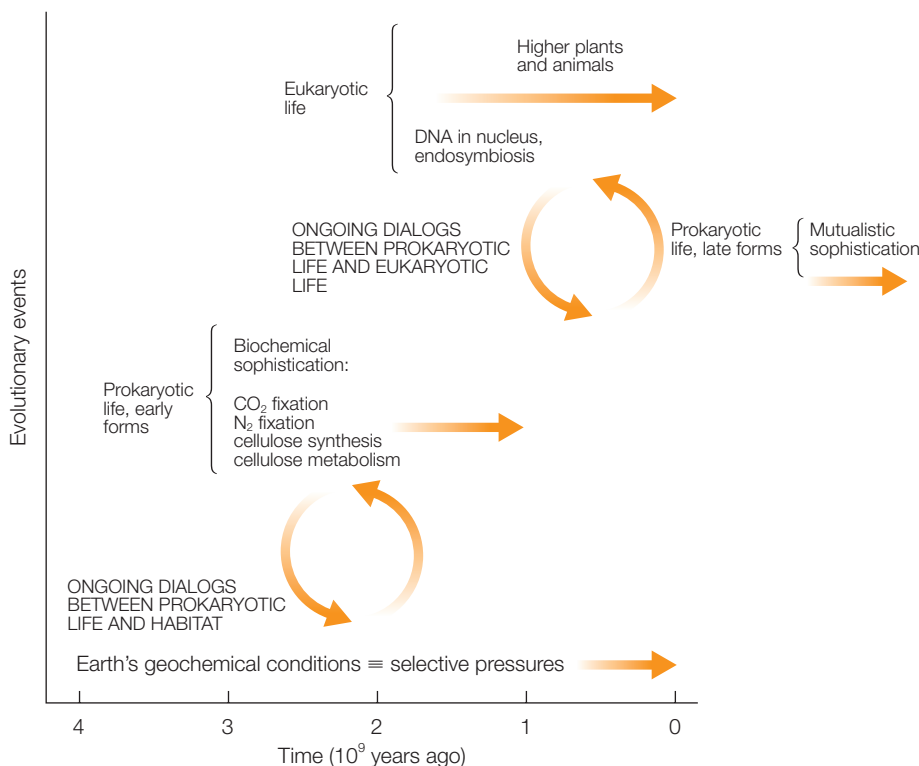 Higher plants
and animals
Eukaryotic
life
DNA in nucleus,
endosymbiosis
ONGOING DIALOGS
BETWEEN PROKARYOTIC
LIFE AND EUKARYOTIC
LIFE
Prokaryotic
life, late forms
Mutualistic
sophistication
Evolutionary events
Biochemical
sophistication:
Prokaryotic
life, early
forms
CO₂ fixation
N₂ fixation
cellulose synthesis
cellulose metabolism
ONGOING DIALOGS
BETWEEN PROKARYOTIC
LIFE AND HABITAT
Earth's geochemical conditions ≡ selective pressures
4 3 2 1 0
Time (10⁹ years ago)